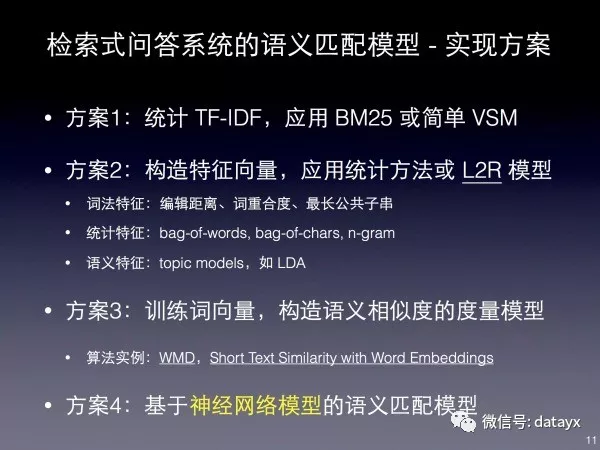 检索式问答系统的语义匹配模型 - 实现方案
• 方案1：统计 TF-IDF，应用 BM25 或简单 VSM
• 方案2：构造特征向量，应用统计方法或 L2R 模型
• 词法特征：编辑距离、词重合度、最长公共子串
• 统计特征：bag-of-words, bag-of-chars, n-gram
• 语义特征：topic models，如 LDA
• 方案3：训练词向量，构造语义相似度的度量模型
• 算法实例：WMD，Short Text Similarity with Word Embeddings
• 方案4：基于神经网络模型的语义匹配模型
微信号: datayx
11